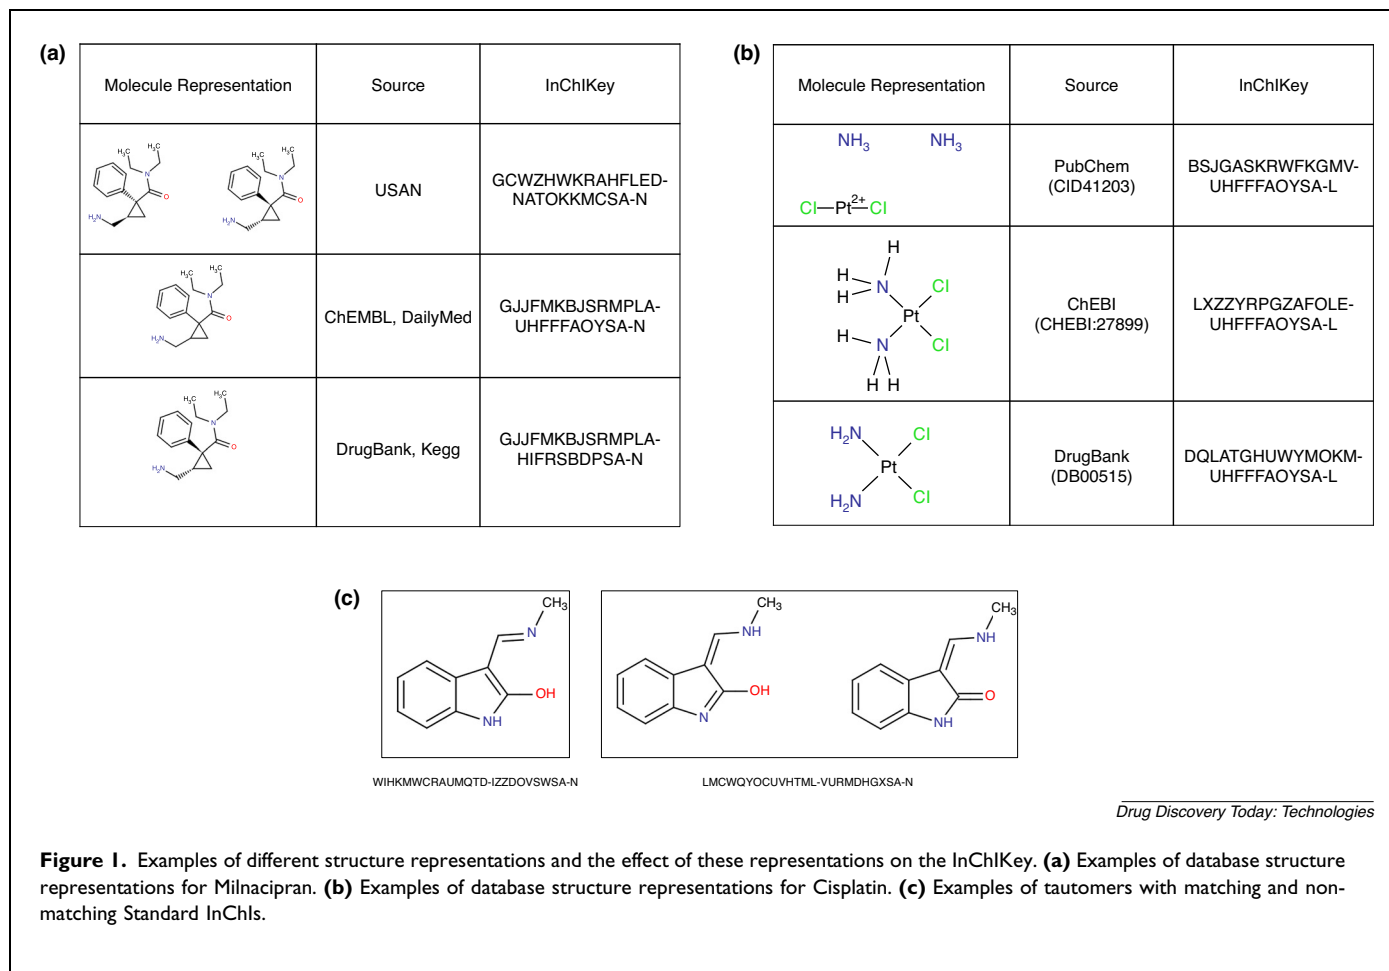 (a)
Molecule Representation
Source
InChIKey
H₃C
CH₃
N
O
H₂N
H₃C
CH₃
N
O
H₂N
USAN
GCWZHWKRAHFLED-
NATOKKMCSA-N
H₃C
CH₃
N
O
H₂N
ChEMBL, DailyMed
GJJFMKBJSRMPLA-
UHFFFAOYSA-N
H₃C
CH₃
N
O
H₂N
DrugBank, Kegg
GJJFMKBJSRMPLA-
HIFRSBDPSA-N
(b)
Molecule Representation
Source
InChIKey
NH₃ NH₃
Cl Pt²⁺ Cl
PubChem
(CID41203)
BSJGASKRWFKGMV-
UHFFFAOYSA-L
H
H
H N Cl
Pt
H N Cl
H H
ChEBI
(CHEBI:27899)
LXZZYRPGZAFOLE-
UHFFFAOYSA-L
H₂N Cl
Pt
H₂N Cl
DrugBank
(DB00515)
DQLATGHUWYMOKM-
UHFFFAOYSA-L
(c)
CH₃
N
OH
NH
WIHKMWCRAUMQTD-IZZDOVSWSA-N
CH₃
NH
OH
N
CH₃
NH
O
NH
LMCWQYOCUVHTML-VURMDHGXSA-N
Drug Discovery Today: Technologies
Figure 1. Examples of different structure representations and the effect of these representations on the InChIKey. (a) Examples of database structure
representations for Milnacipran. (b) Examples of database structure representations for Cisplatin. (c) Examples of tautomers with matching and non-
matching Standard InChIs.